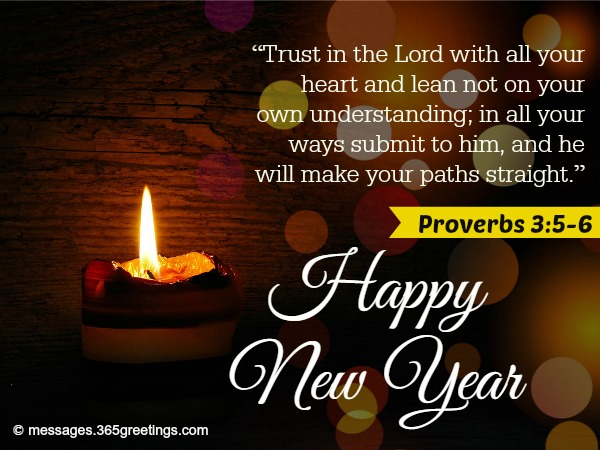 “Trust in the Lord with all your
heart and lean not on your
own understanding; in all your
ways submit to him, and he
will make your paths straight.”
Proverbs 3:5-6
Happy
New Year
© messages.365greetings.com